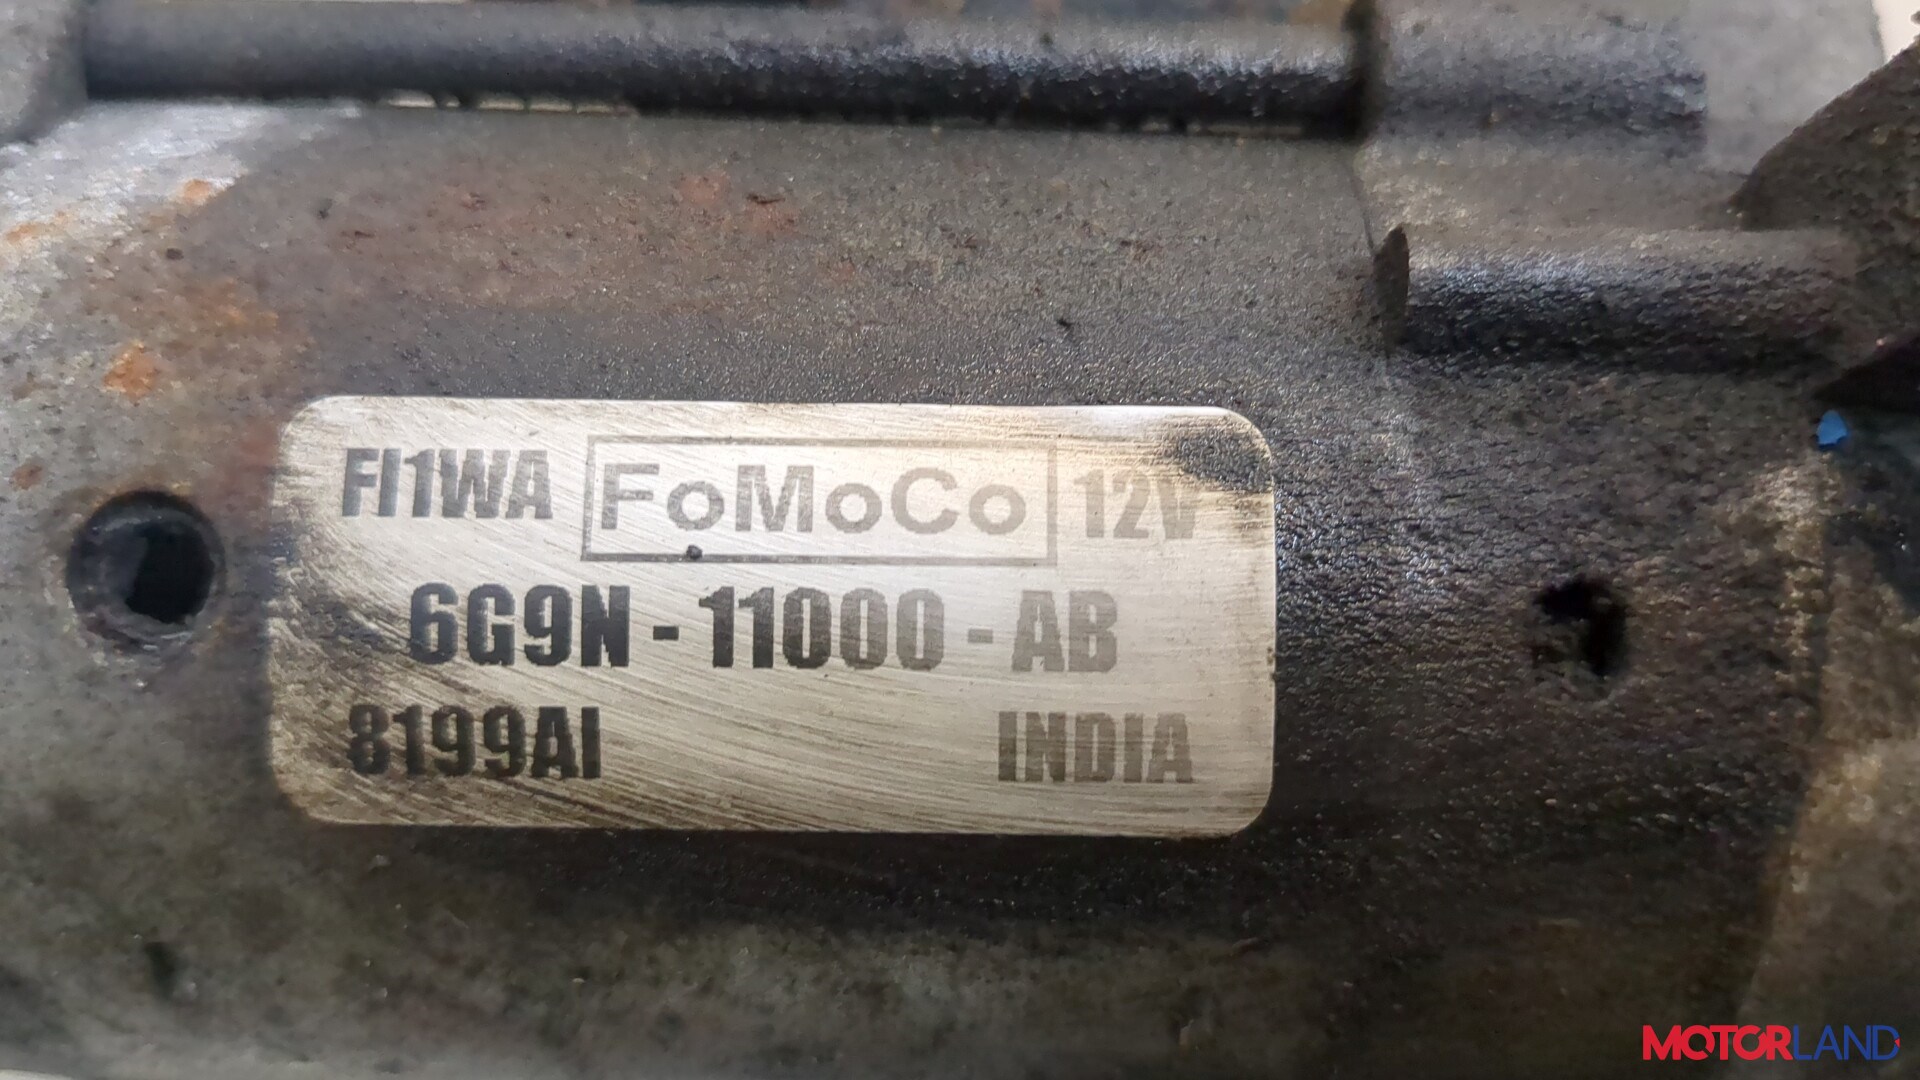 FI1WA FoMoCo 12V
6G9N - 11000 - AB
8199AI INDIA
MOTORLAND